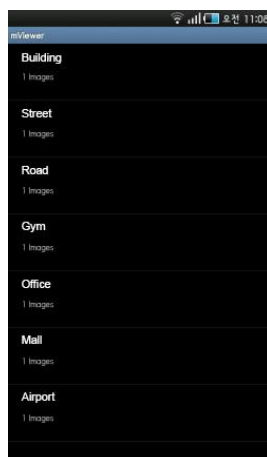 오전 11:08
mViewer
Building
1 Images
Street
1 Images
Road
1 Images
Gym
1 Images
Office
1 Images
Mall
1 Images
Airport
1 Images